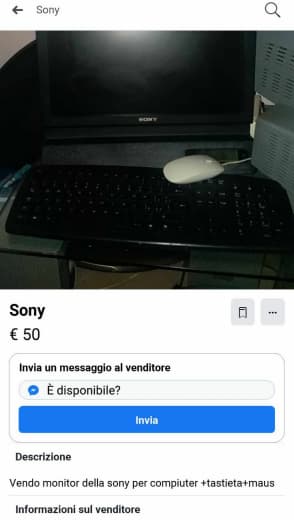 Sony
SONY
Sony
€ 50
Invia un messaggio al venditore
È disponibile?
Invia
Descrizione
Vendo monitor della sony per compiuter +tastieta+maus
Informazioni sul venditore